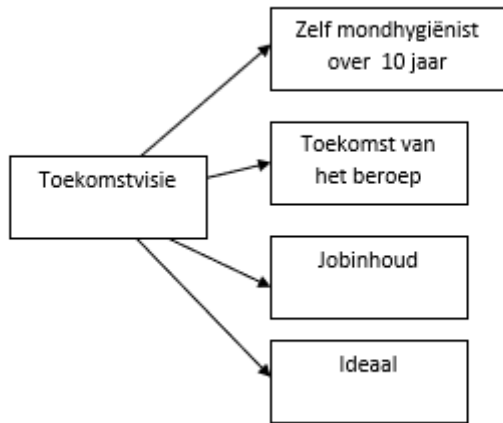 Zelf mondhygiënist
over 10 jaar
Toekomstvisie
Toekomst van
het beroep
Jobinhoud
Ideaal